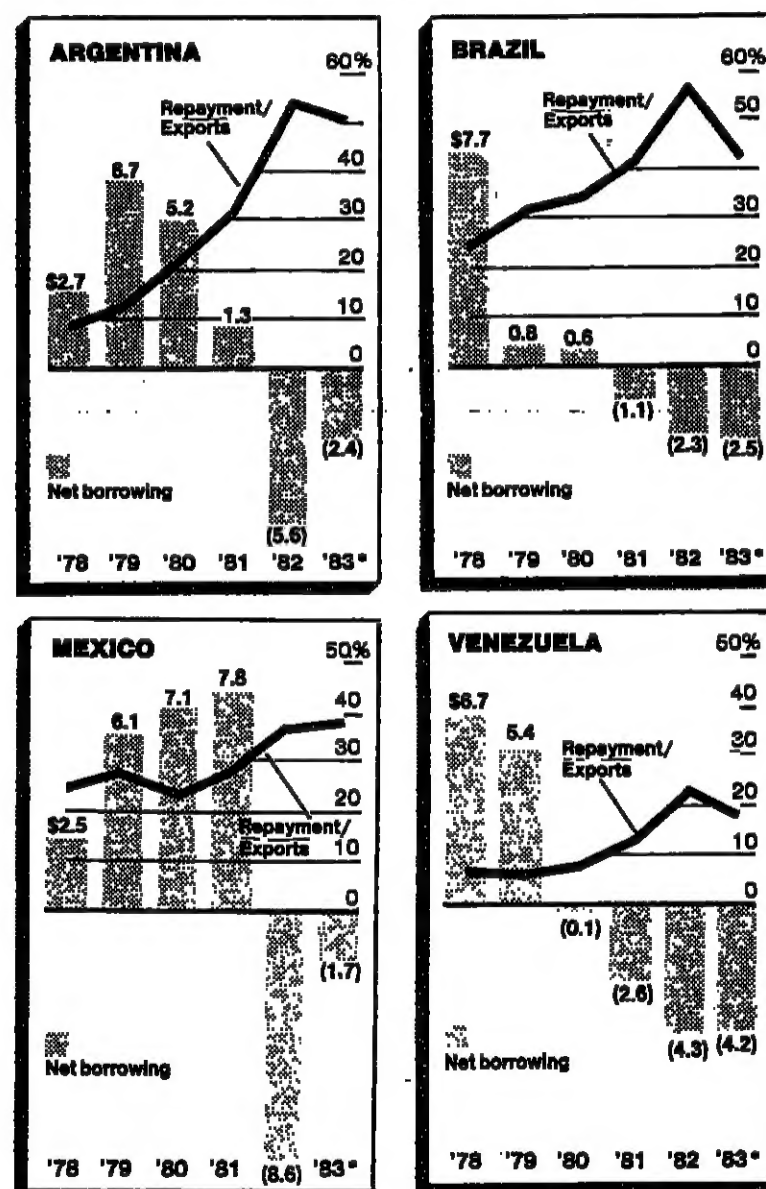 ARGENTINA
60%
Repayment/
Exports
40
6.7
30
5.2
20
$2.7
10
1.3
0
(2.4)
Net borrowing
(5.6)
'78 '79 '80 '81 '82 '83*
BRAZIL
60%
Repayment/
Exports
50
$7.7
40
30
20
10
0.8
0.6
0
(1.1)
(2.3)
(2.5)
Net borrowing
'78 '79 '80 '81 '82 '83*
MEXICO
50%
7.8
7.1
40
6.1
30
20
$2.5
Repayment/
Exports
10
0
(1.7)
Net borrowing
'78 '79 '80 '81 (8.6) '83*
VENEZUELA
50%
$6.7
40
5.4
Repayment/
Exports
30
20
10
0
(0.1)
(2.6)
(4.3)
(4.2)
Net borrowing
'78 '79 '80 '81 '82 '83*